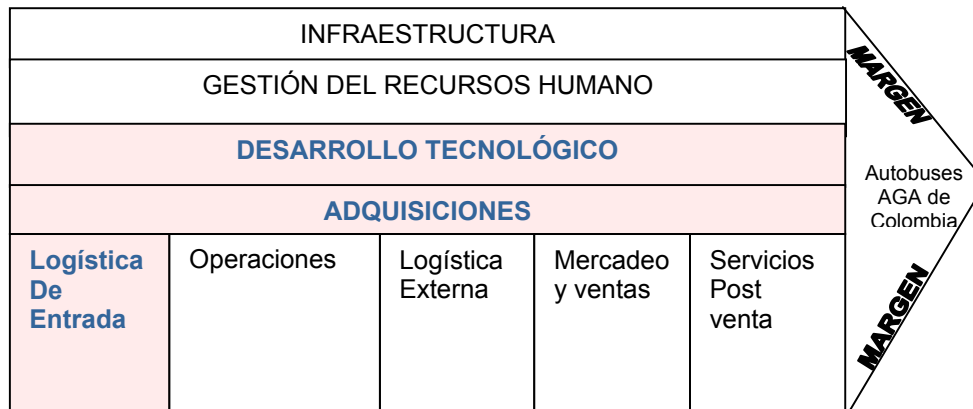 INFRAESTRUCTURA
GESTIÓN DEL RECURSOS HUMANO
MARGEN
DESARROLLO TECNOLÓGICO
Autobuses
AGA de
Colombia
ADQUISICIONES
Logística
De
Entrada
Operaciones
Logística
Externa
Mercadeo
y ventas
Servicios
Post
venta
MARGEN